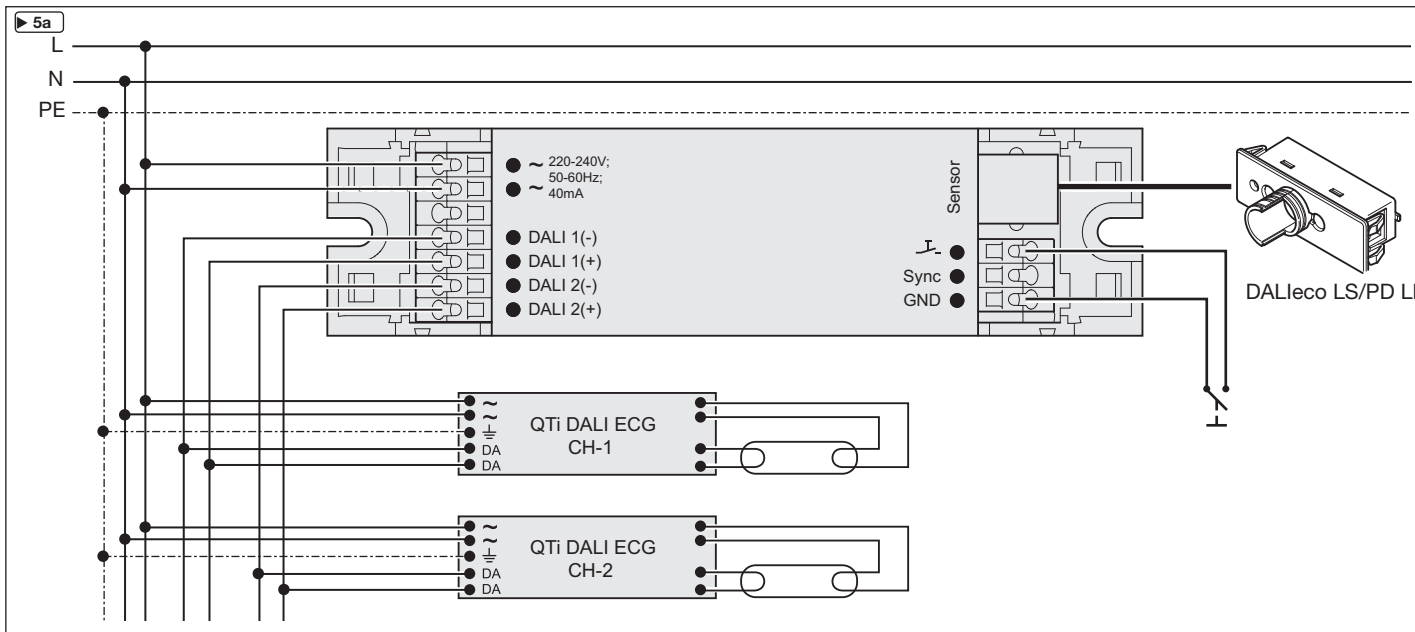 ▶ 5a
L
N
PE
~ 220-240V;
~ 50-60Hz;
40mA
DALI 1(-)
DALI 1(+)
DALI 2(-)
DALI 2(+)
Sensor
Sync
GND
DALIeco LS/PD
~
~
QTi DALI ECG
CH-1
DA
DA
~
~
QTi DALI ECG
CH-2
DA
DA